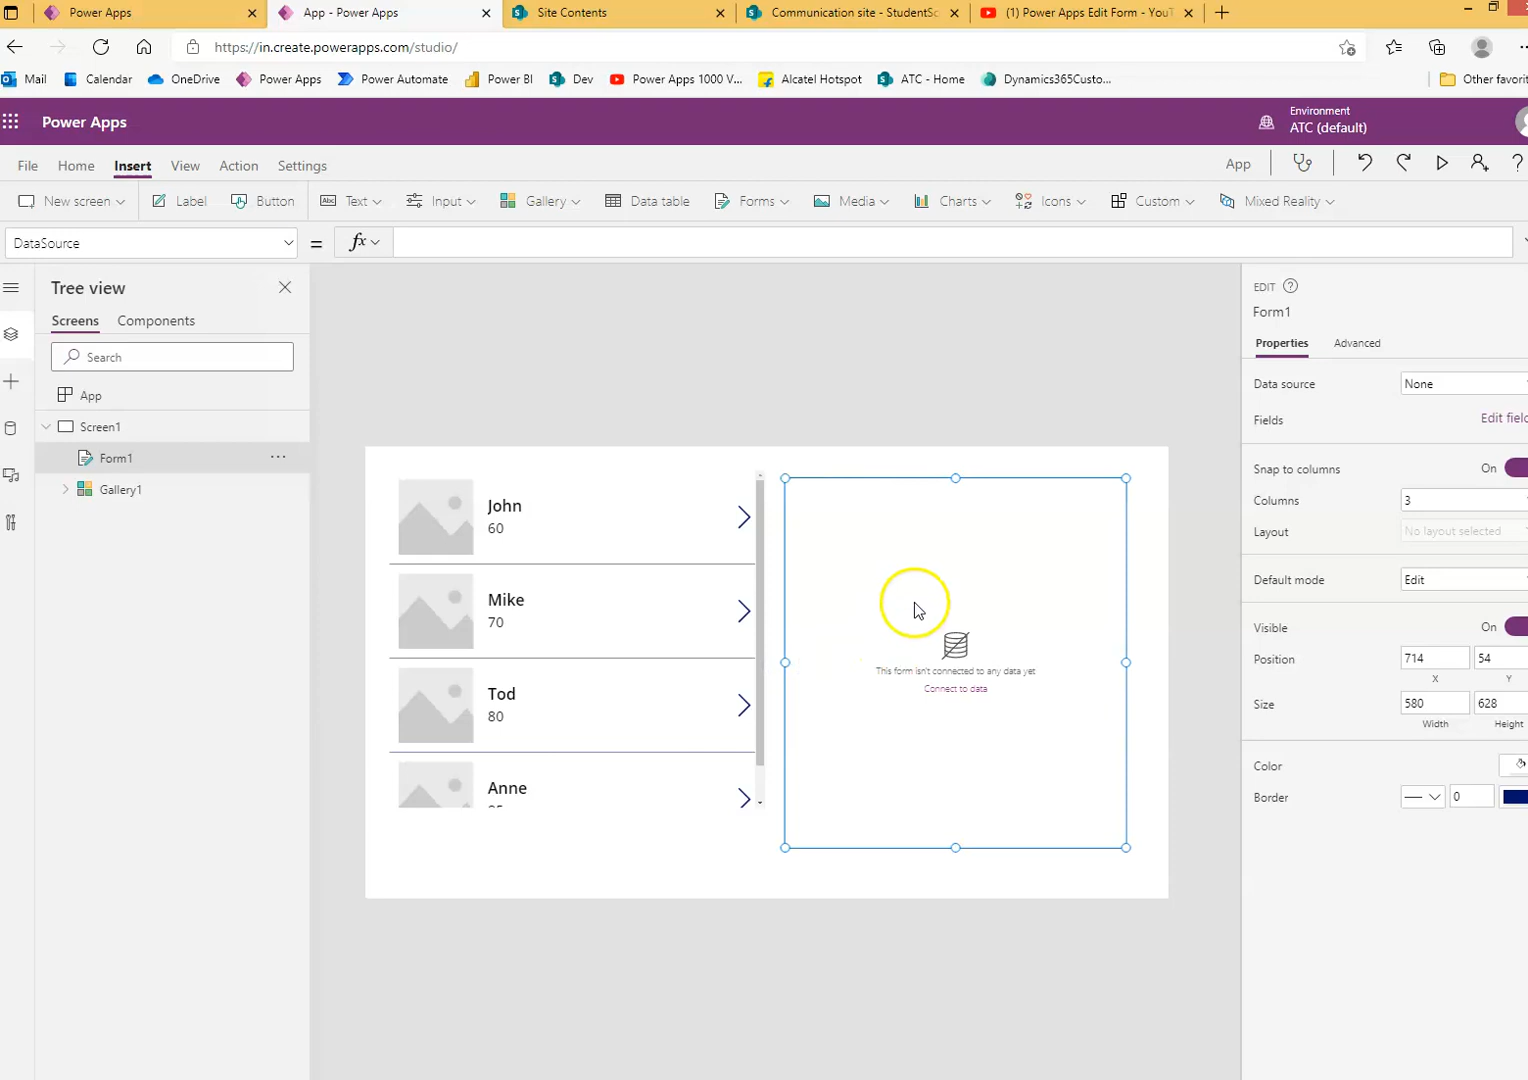 Power Apps
App - Power Apps
Site Contents
Communication site - StudentSc
(1) Power Apps Edit Form - YouT
https://in.create.powerapps.com/studio/
Mail
Calendar
OneDrive
Power Apps
Power Automate
Power BI
Dev
Power Apps 1000 V...
Alcatel Hotspot
ATC - Home
Dynamics365Custo...
Other favorit
Power Apps
Environment
ATC (default)
File
Home
Insert
View
Action
Settings
App
New screen
Label
Button
Abc
Text
Input
Gallery
Data table
Forms
Media
Charts
Icons
Custom
Mixed Reality
DataSource
=
fx
Tree view
Screens
Components
Search
App
Screen1
Form1
Gallery1
John
60
Mike
70
Tod
80
Anne
This form isn't connected to any data yet
Connect to data
EDIT
Form1
Properties
Advanced
Data source
None
Fields
Edit field
Snap to columns
On
Columns
3
Layout
No layout selected
Default mode
Edit
Visible
On
Position
714
54
X
Y
Size
580
628
Width
Height
Color
Border
0